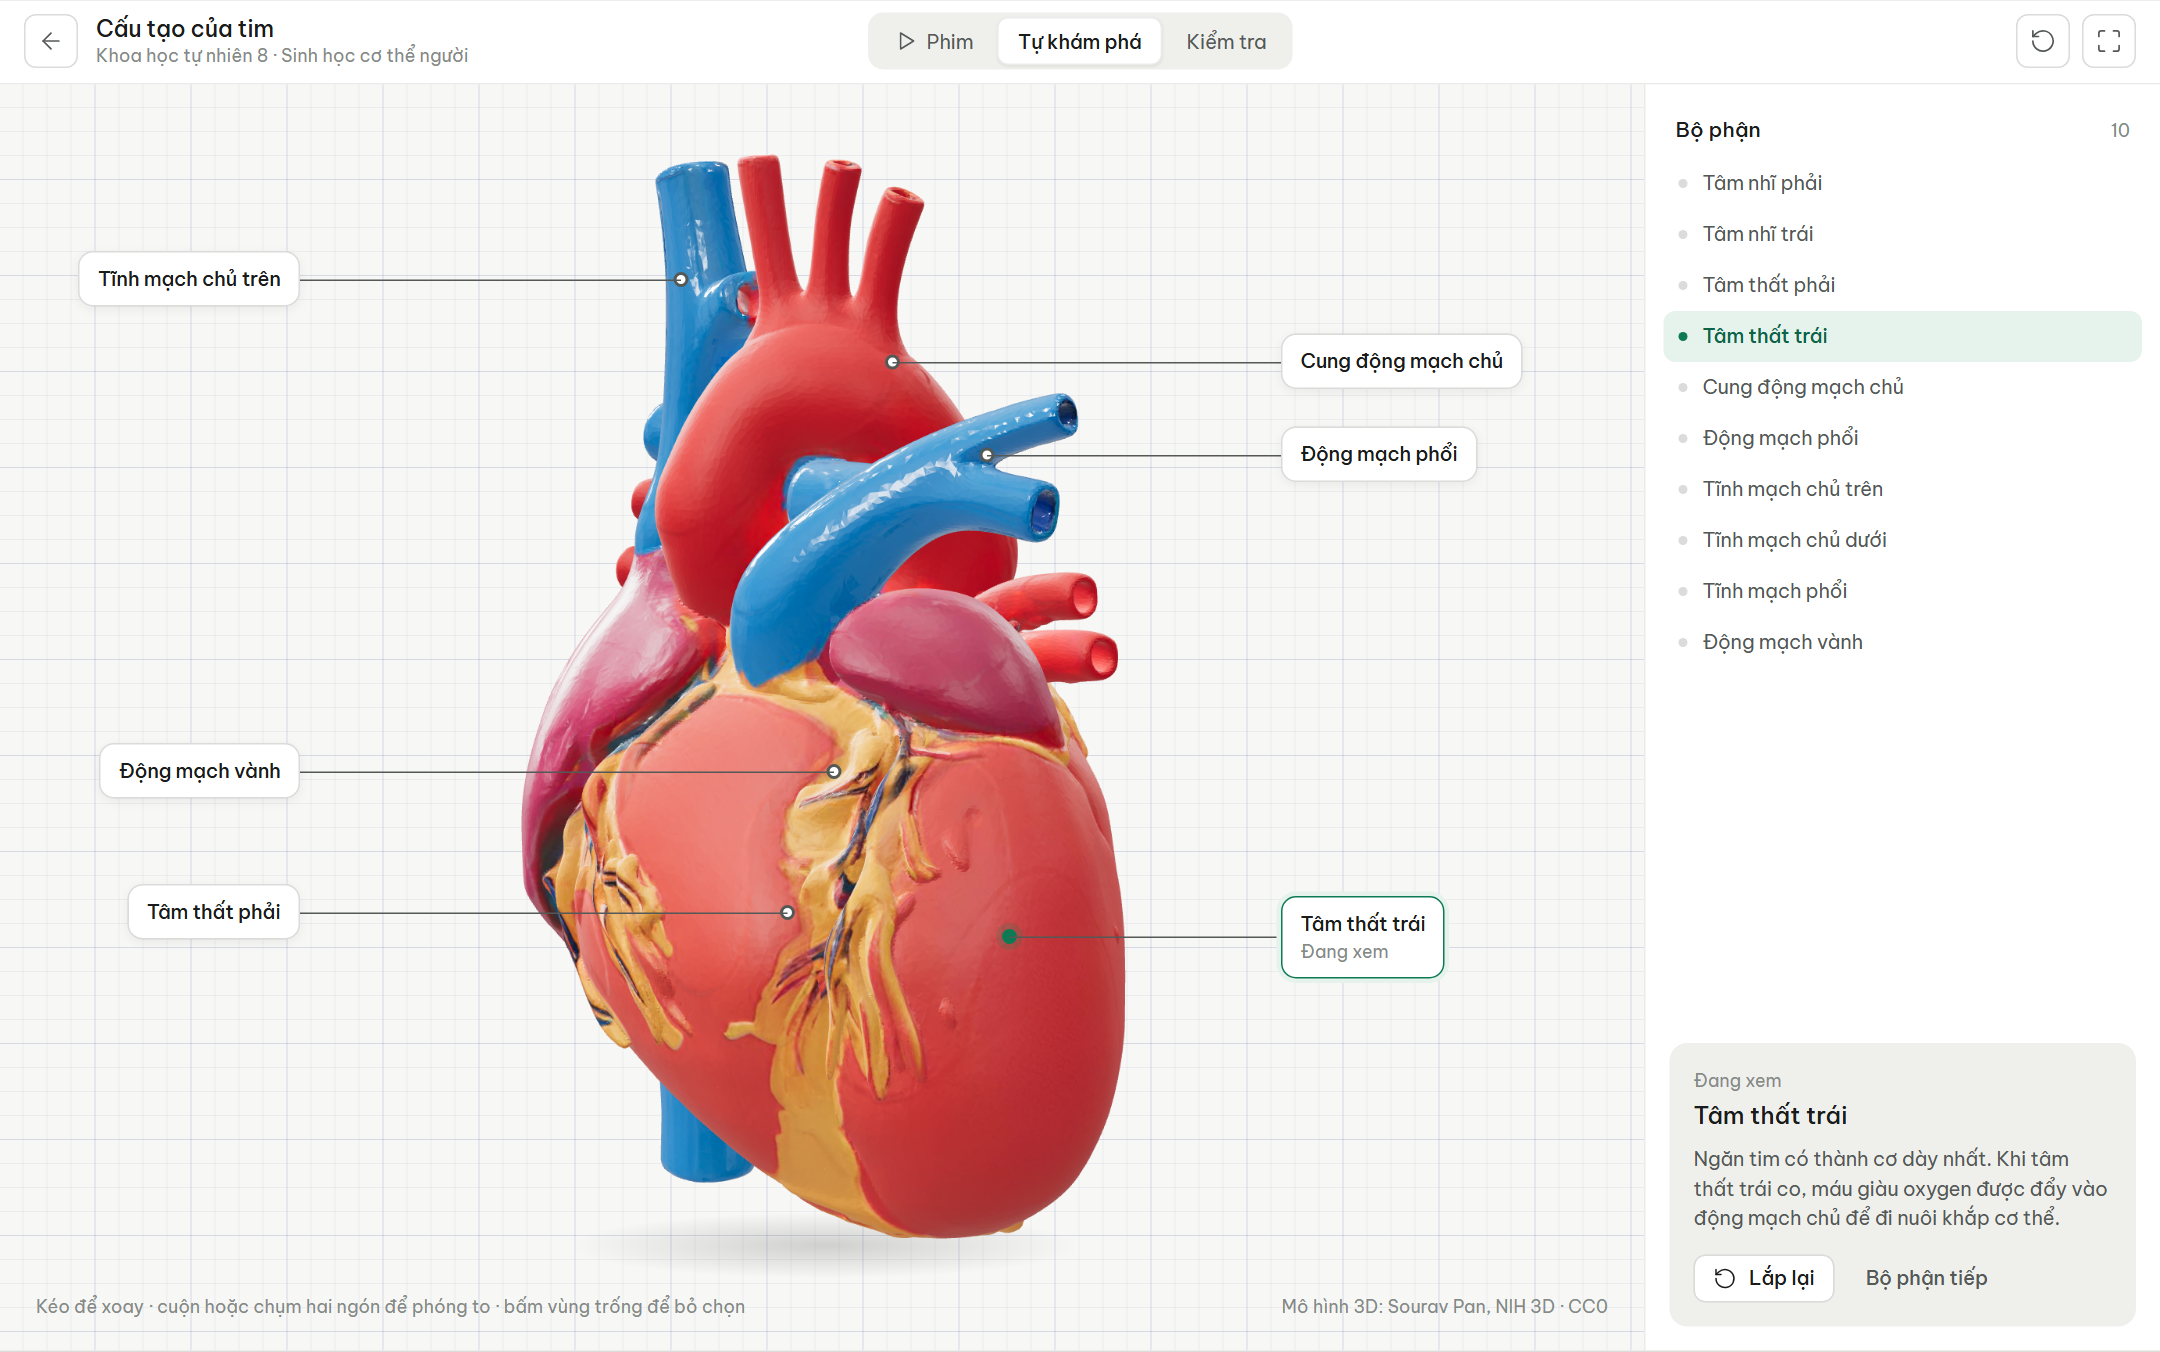 Cấu tạo của tim
Khoa học tự nhiên 8 · Sinh học cơ thể người
Phim
Tự khám phá
Kiểm tra
Tĩnh mạch chủ trên
Cung động mạch chủ
Động mạch phổi
Động mạch vành
Tâm thất phải
Tâm thất trái
Đang xem
Kéo để xoay · cuộn hoặc chụm hai ngón để phóng to · bấm vùng trống để bỏ chọn
Mô hình 3D: Sourav Pan, NIH 3D · CC0
Bộ phận 10
Tâm nhĩ phải
Tâm nhĩ trái
Tâm thất phải
Tâm thất trái
Cung động mạch chủ
Động mạch phổi
Tĩnh mạch chủ trên
Tĩnh mạch chủ dưới
Tĩnh mạch phổi
Động mạch vành
Đang xem
Tâm thất trái
Ngăn tim có thành cơ dày nhất. Khi tâm
thất trái co, máu giàu oxygen được đẩy vào
động mạch chủ để đi nuôi khắp cơ thể.
Lắp lại
Bộ phận tiếp